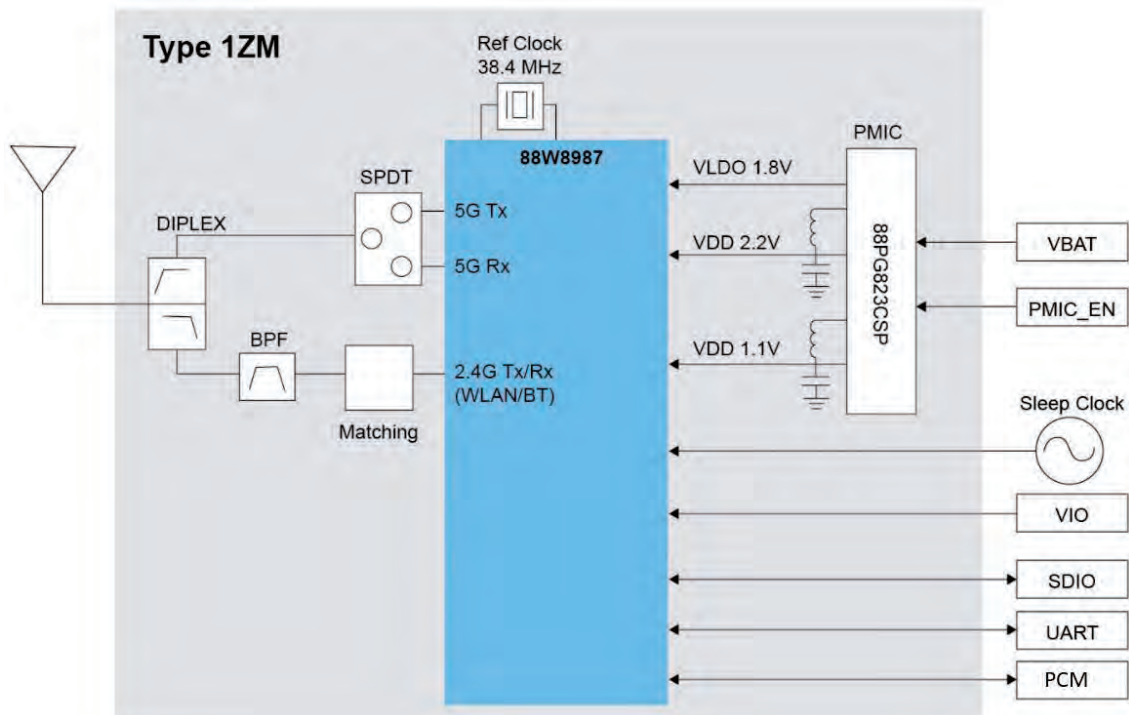 Type 1ZM
Ref Clock
38.4 MHz
88W8987
PMIC
VLDO 1.8V
SPDT
5G Tx
DIPLEX
VDD 2.2V
88PG823CSP
VBAT
5G Rx
PMIC_EN
BPF
VDD 1.1V
2.4G Tx/Rx
(WLAN/BT)
Sleep Clock
Matching
VIO
SDIO
UART
PCM